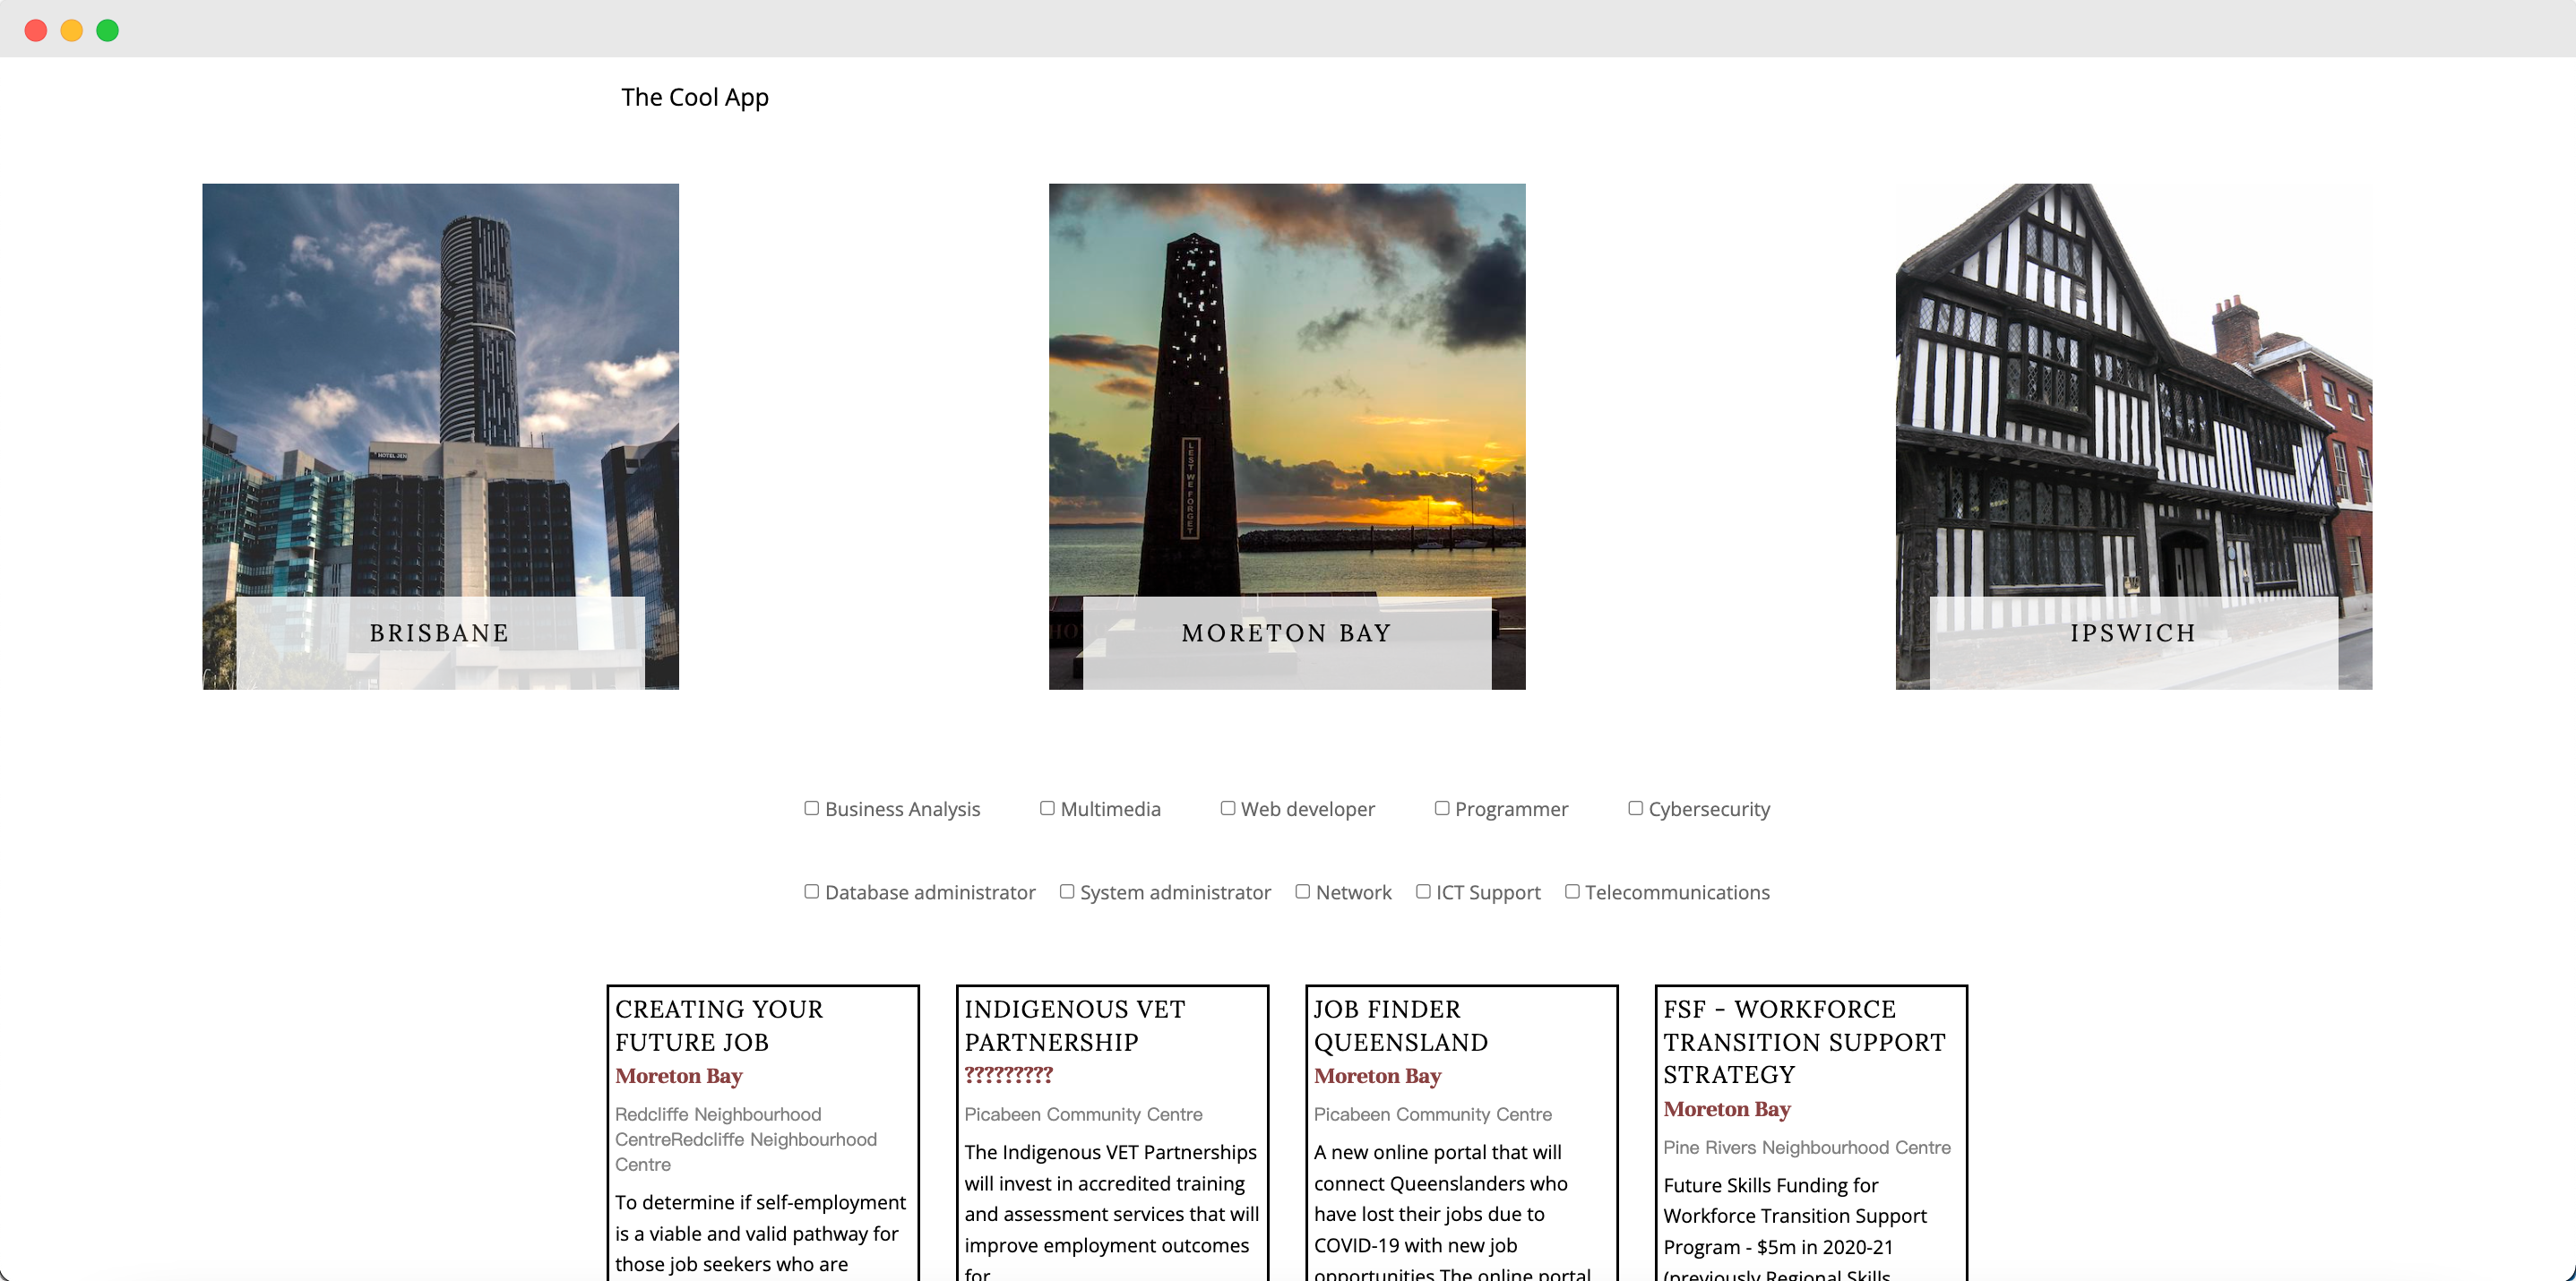 The Cool App
HOTEL JEN
LEST WE FORGET
BRISBANE
MORETON BAY
IPSWICH
Business Analysis Multimedia Web developer Programmer Cybersecurity
Database administrator System administrator Network ICT Support Telecommunications
CREATING YOUR
FUTURE JOB
Moreton Bay
Redcliffe Neighbourhood
CentreRedcliffe Neighbourhood
Centre
To determine if self-employment
is a viable and valid pathway for
those job seekers who are
INDIGENOUS VET
PARTNERSHIP
?????????
Picabeen Community Centre
The Indigenous VET Partnerships
will invest in accredited training
and assessment services that will
improve employment outcomes
for
JOB FINDER
QUEENSLAND
Moreton Bay
Picabeen Community Centre
A new online portal that will
connect Queenslanders who
have lost their jobs due to
COVID-19 with new job
opportunities The online portal
FSF - WORKFORCE
TRANSITION SUPPORT
STRATEGY
Moreton Bay
Pine Rivers Neighbourhood Centre
Future Skills Funding for
Workforce Transition Support
Program - $5m in 2020-21
(previously Regional Skills